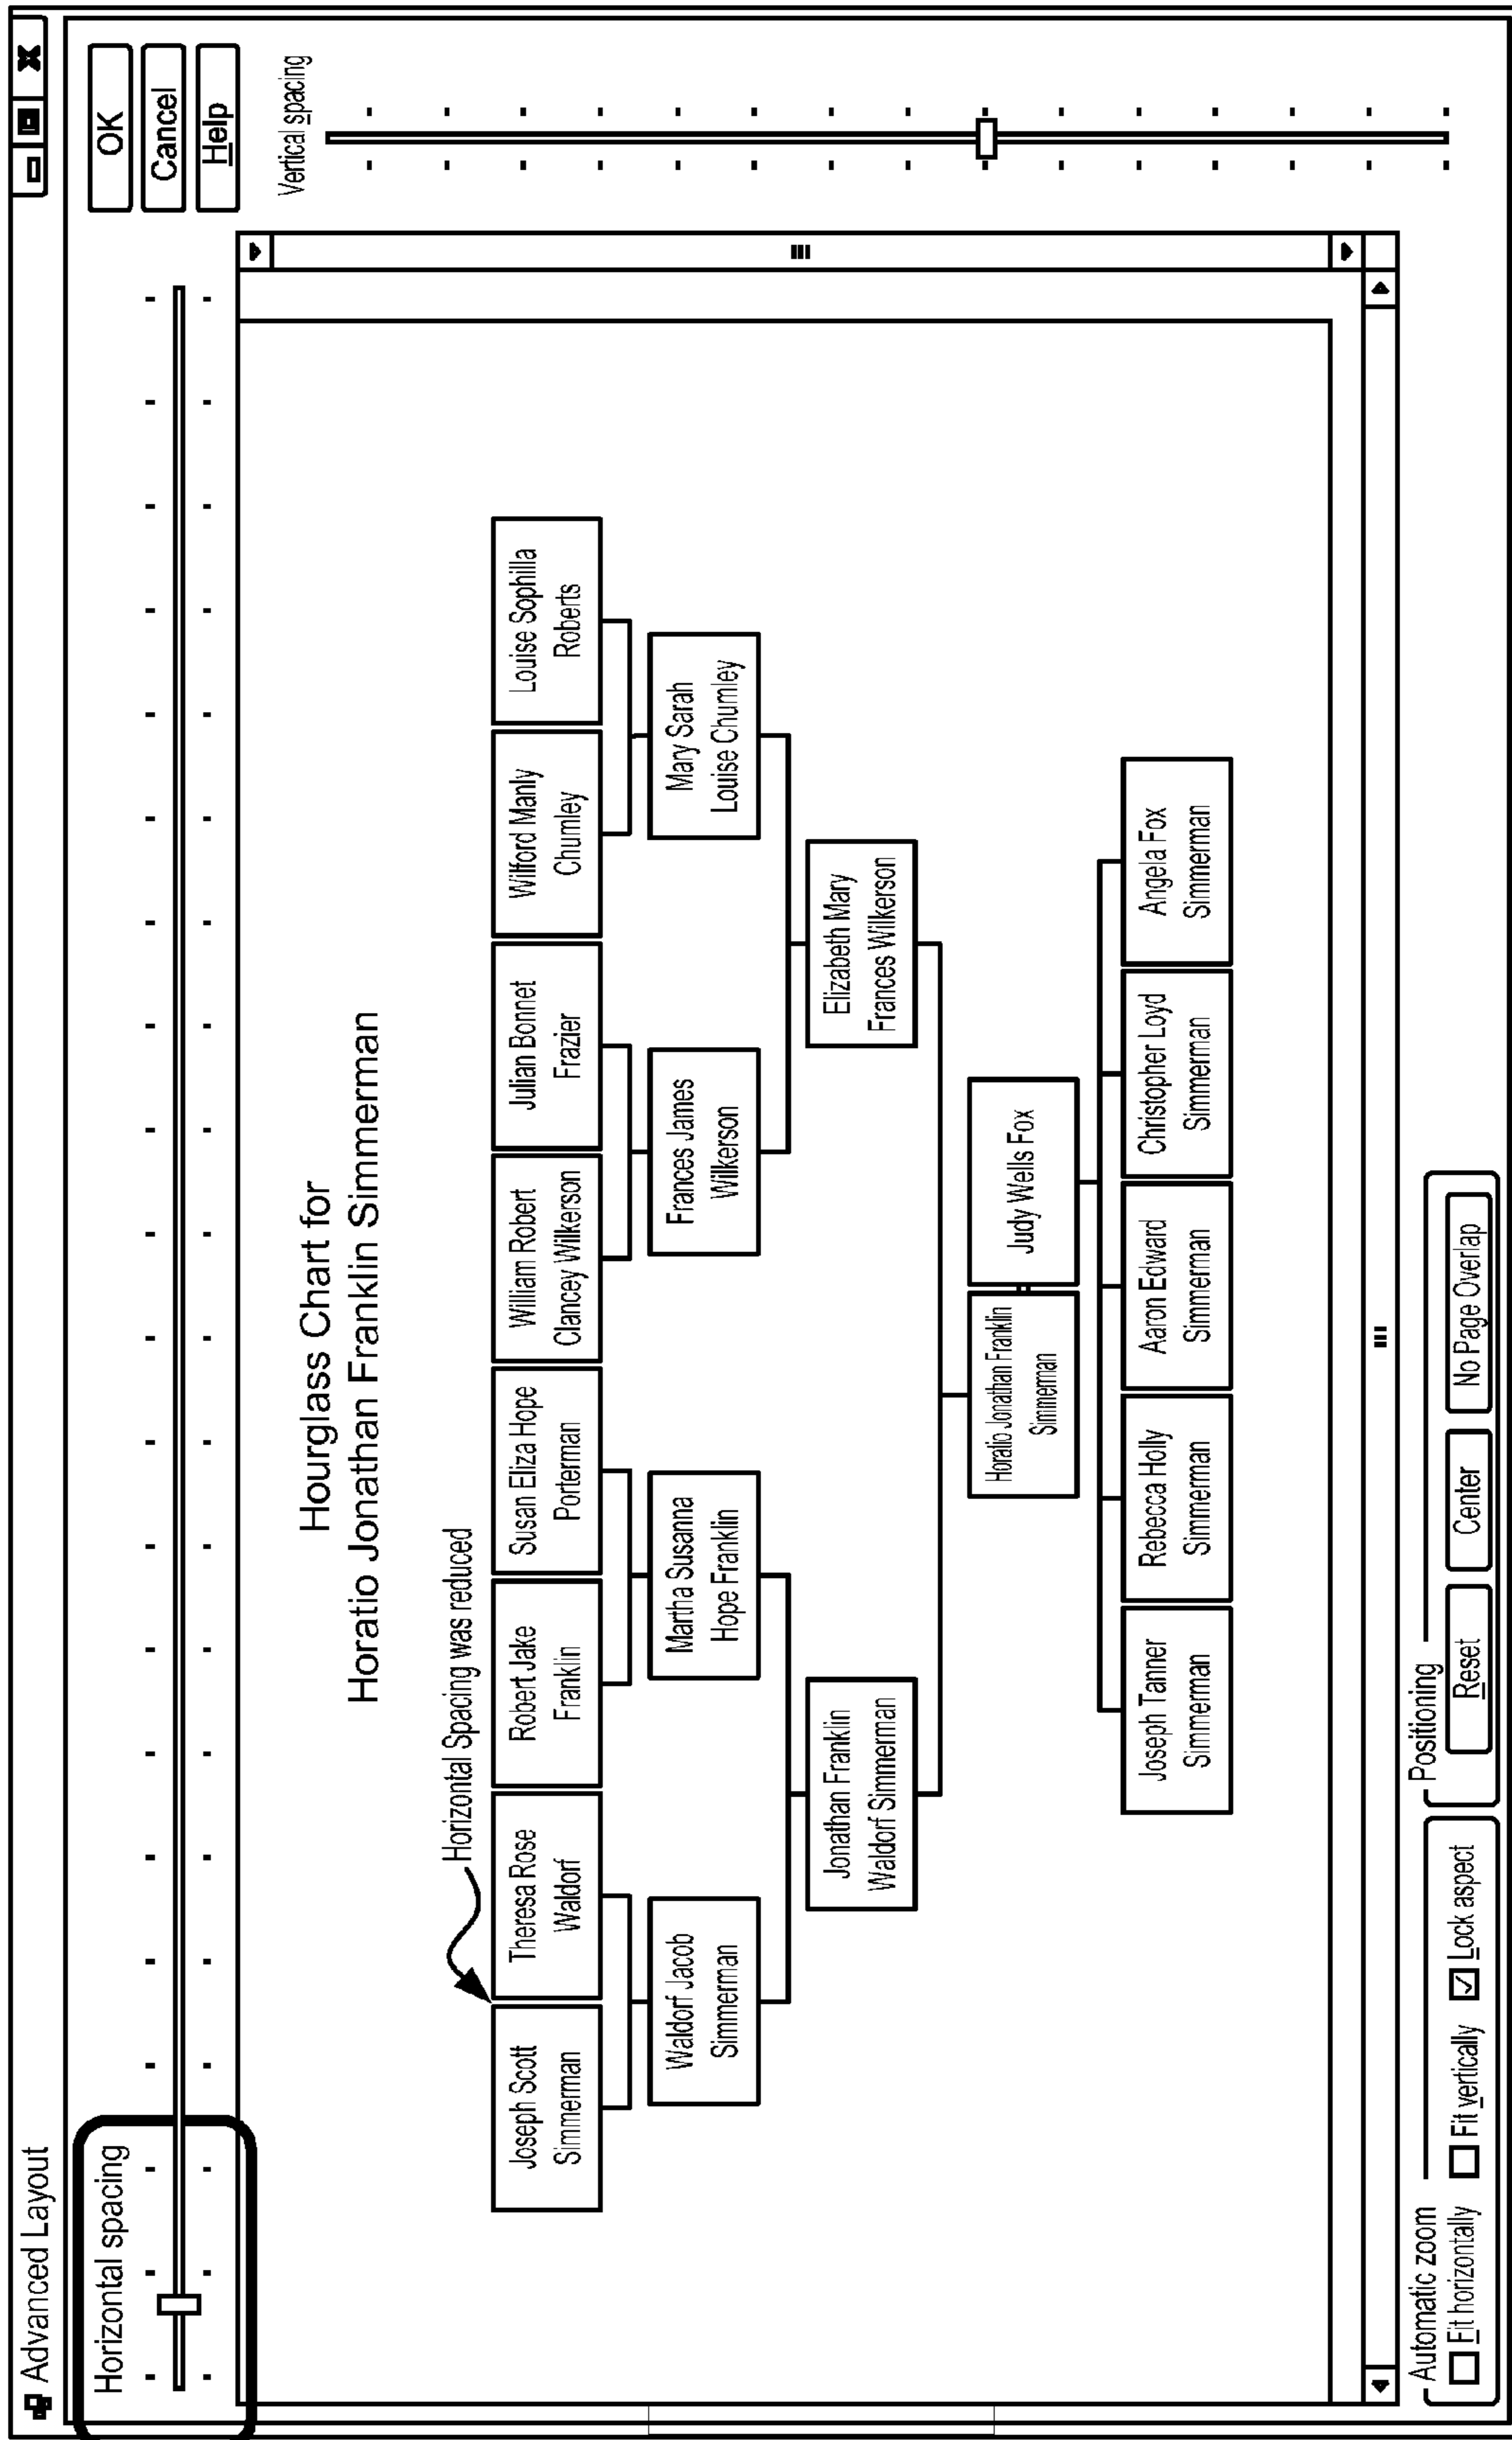 Advanced Layout
Horizontal spacing
OK
Cancel
Help
Vertical spacing
Hourglass Chart for
Horatio Jonathan Franklin Simmerman
Horizontal Spacing was reduced
Joseph Scott
Simmerman
Theresa Rose
Waldorf
Robert Jake
Franklin
Susan Eliza Hope
Porterman
William Robert
Clancey Wilkerson
Julian Bonnet
Frazier
Wilford Manly
Chumley
Louise Sophilla
Roberts
Waldorf Jacob
Simmerman
Martha Susanna
Hope Franklin
Frances James
Wilkerson
Mary Sarah
Louise Chumley
Jonathan Franklin
Waldorf Simmerman
Elizabeth Mary
Frances Wilkerson
Horatio Jonathan Franklin
Simmerman
Judy Wells Fox
Joseph Tanner
Simmerman
Rebecca Holly
Simmerman
Aaron Edward
Simmerman
Christopher Loyd
Simmerman
Angela Fox
Simmerman
Automatic zoom
Fit horizontally
Fit vertically
Lock aspect
Positioning
Reset
Center
No Page Overlap